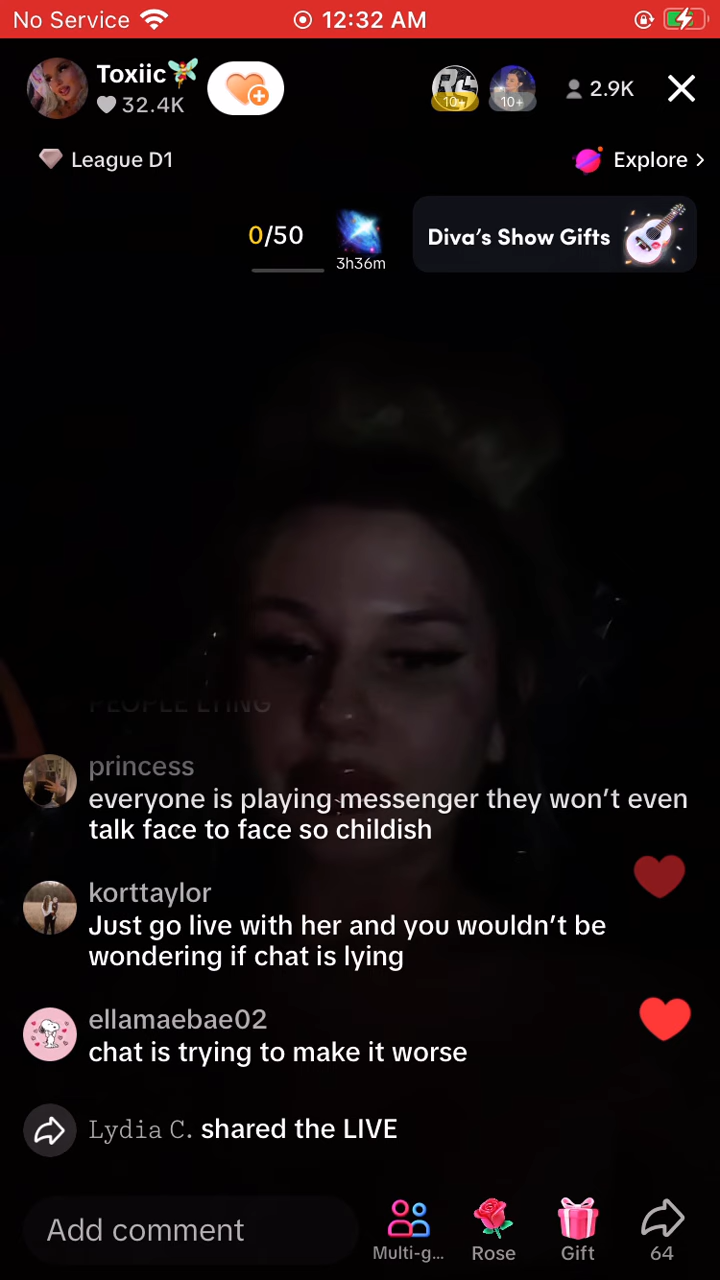 No Service 12:32 AM
Toxiic
32.4K
10+ 10+ 2.9K
League D1 Explore >
0/50
3h36m
Diva's Show Gifts
PEOPLE LYING
princess
everyone is playing messenger they won't even
talk face to face so childish
korttaylor
Just go live with her and you wouldn't be
wondering if chat is lying
ellamaebae02
chat is trying to make it worse
Lydia C. shared the LIVE
Add comment
Multi-g... Rose Gift 64